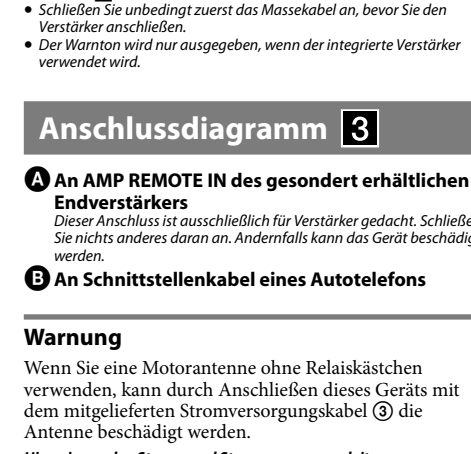 • Schließen Sie unbedingt zuerst das Massekabel an, bevor Sie den
Verstärker anschließen.
• Der Warnton wird nur ausgegeben, wenn der integrierte Verstärker
verwendet wird.
Anschlussdiagramm 3
A An AMP REMOTE IN des gesondert erhältlichen
Endverstärkers
Dieser Anschluss ist ausschließlich für Verstärker gedacht. Schließe
Sie nichts anderes daran an. Andernfalls kann das Gerät beschädig
werden.
B An Schnittstellenkabel eines Autotelefons
Warnung
Wenn Sie eine Motorantenne ohne Relaiskästchen
verwenden, kann durch Anschließen dieses Geräts mit
dem mitgelieferten Stromversorgungskabel ③ die
Antenne beschädigt werden.